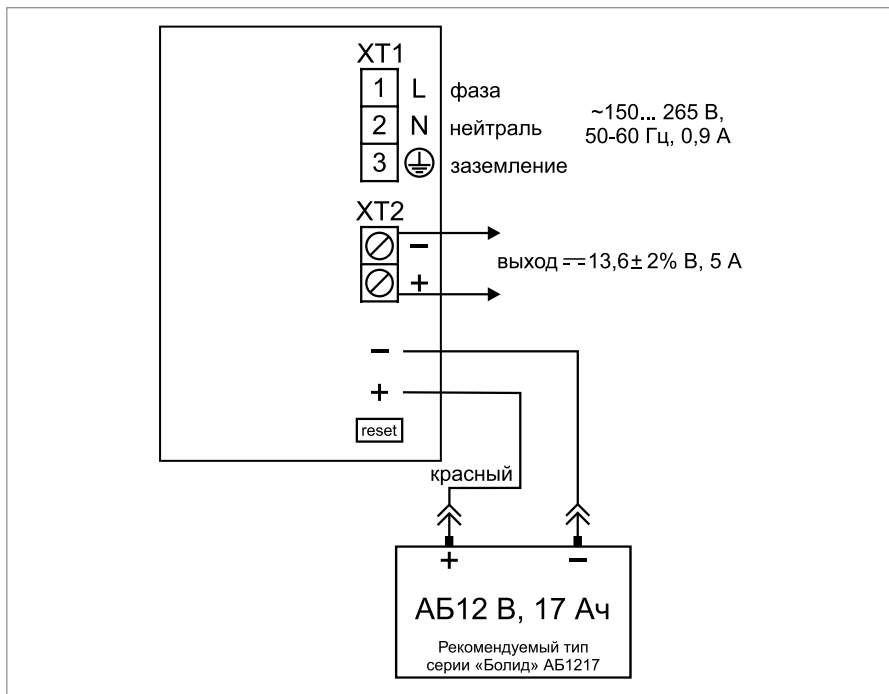 XT1
1 L фаза
2 N нейтраль
3 заземление
~150... 265 В,
50-60 Гц, 0,9 А
XT2
−
+
выход 13,6± 2% В, 5 А
−
+
reset
красный
+ −
АБ12 В, 17 Ач
Рекомендуемый тип
серии «Болид» АБ1217